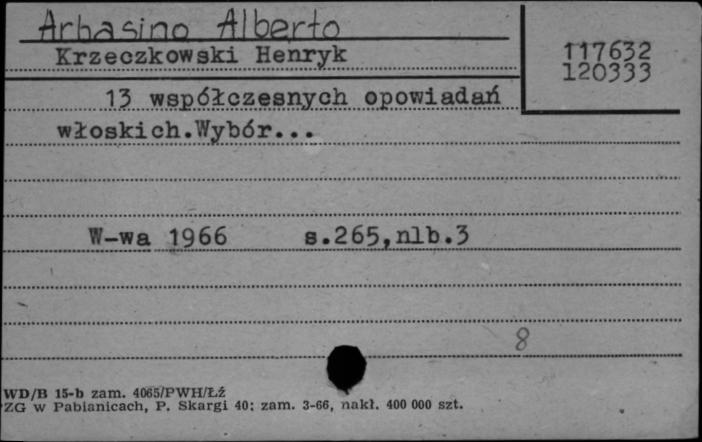 Arbasino Alberto
Krzeczkowski Henryk
117632
120333
13 współczesnych opowiadań
włoskich.Wybór...
W-wa 1966 s.265,nlb.3
8
WD/B 15-b zam. 4065/PWH/Łź
ZG w Pabianicach, P. Skargi 40; zam. 3-66, nakł. 400 000 szt.